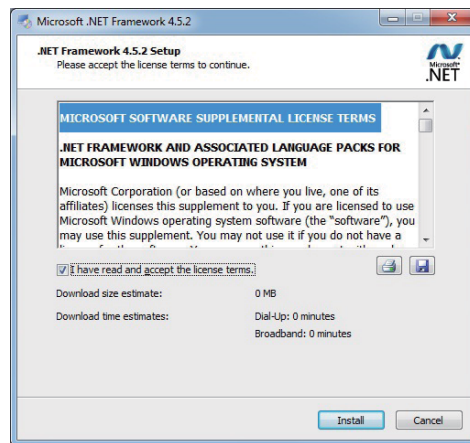 Microsoft .NET Framework 4.5.2
.NET Framework 4.5.2 Setup
Please accept the license terms to continue.
Microsoft®
.NET
MICROSOFT SOFTWARE SUPPLEMENTAL LICENSE TERMS
.NET FRAMEWORK AND ASSOCIATED LANGUAGE PACKS FOR
MICROSOFT WINDOWS OPERATING SYSTEM
Microsoft Corporation (or based on where you live, one of its
affiliates) licenses this supplement to you. If you are licensed to use
Microsoft Windows operating system software (the “software”), you
may use this supplement. You may not use it if you do not have a
I have read and accept the license terms.
Download size estimate: 0 MB
Download time estimates: Dial-Up: 0 minutes
Broadband: 0 minutes
Install Cancel